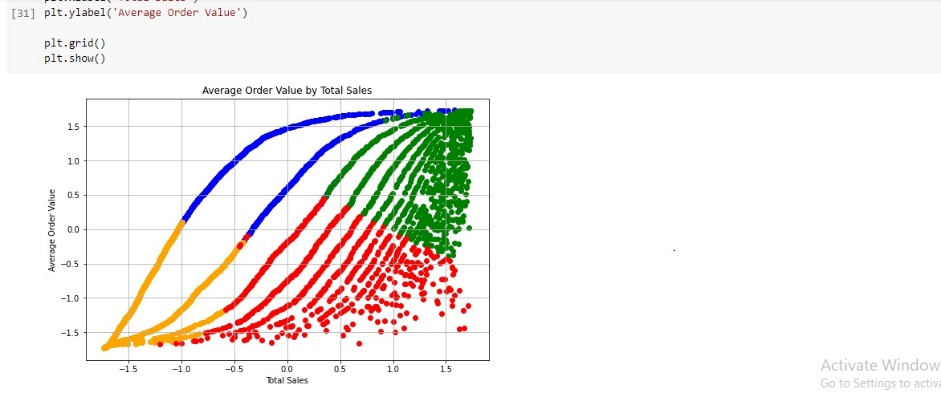 [31] plt.ylabel('Average Order Value')
plt.grid()
plt.show()
Average Order Value by Total Sales
Average Order Value
1.5
1.0
0.5
0.0
−0.5
−1.0
−1.5
−1.5 −1.0 −0.5 0.0 0.5 1.0 1.5
Total Sales
Activate Window
Go to Settings to activa